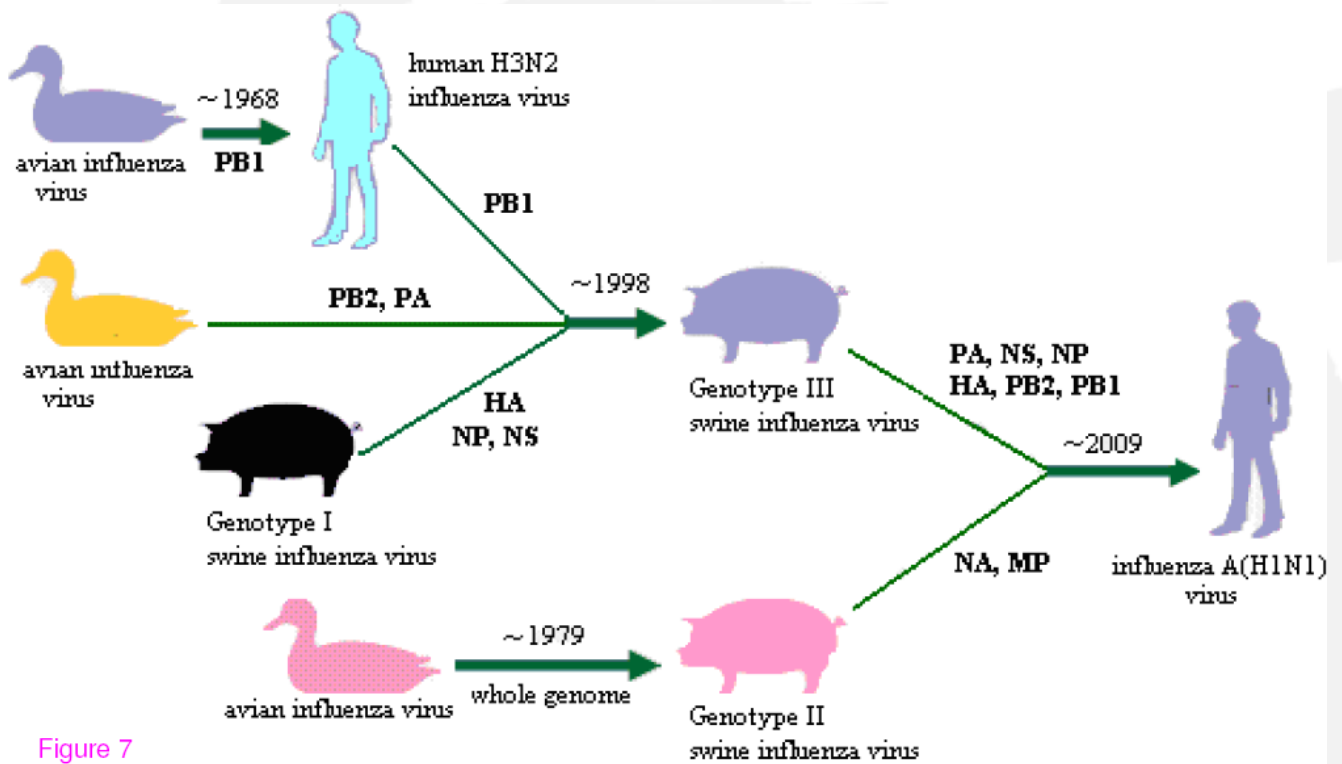 ~1968
PB1
avian influenza
virus
human H3N2
influenza virus
PB1
PB2, PA
avian influenza
virus
HA
NP, NS
Genotype I
swine influenza virus
~1998
Genotype III
swine influenza virus
PA, NS, NP
HA, PB2, PB1
~2009
influenza A(H1N1)
virus
NA, MP
~1979
whole genome
avian influenza virus
Genotype II
swine influenza virus
Figure 7